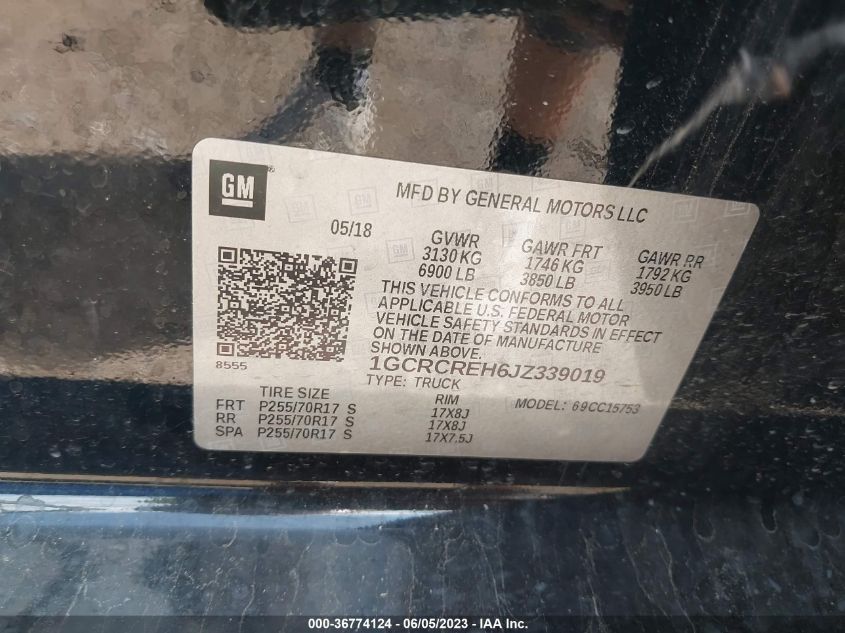 GM
MFD BY GENERAL MOTORS LLC
05/18
GVWR
3130 KG
6900 LB
GAWR FRT
1746 KG
3850 LB
GAWR RR
1792 KG
3950 LB
THIS VEHICLE CONFORMS TO ALL
APPLICABLE U.S. FEDERAL MOTOR
VEHICLE SAFETY STANDARDS IN EFFECT
ON THE DATE OF MANUFACTURE
SHOWN ABOVE.
8555
1GCRCREH6JZ339019
TYPE: TRUCK
TIRE SIZE
RIM
MODEL: 69CC15753
FRT P255/70R17 S 17X8J
RR P255/70R17 S 17X8J
SPA P255/70R17 S 17X7.5J
000-36774124 - 06/05/2023 - IAA Inc.